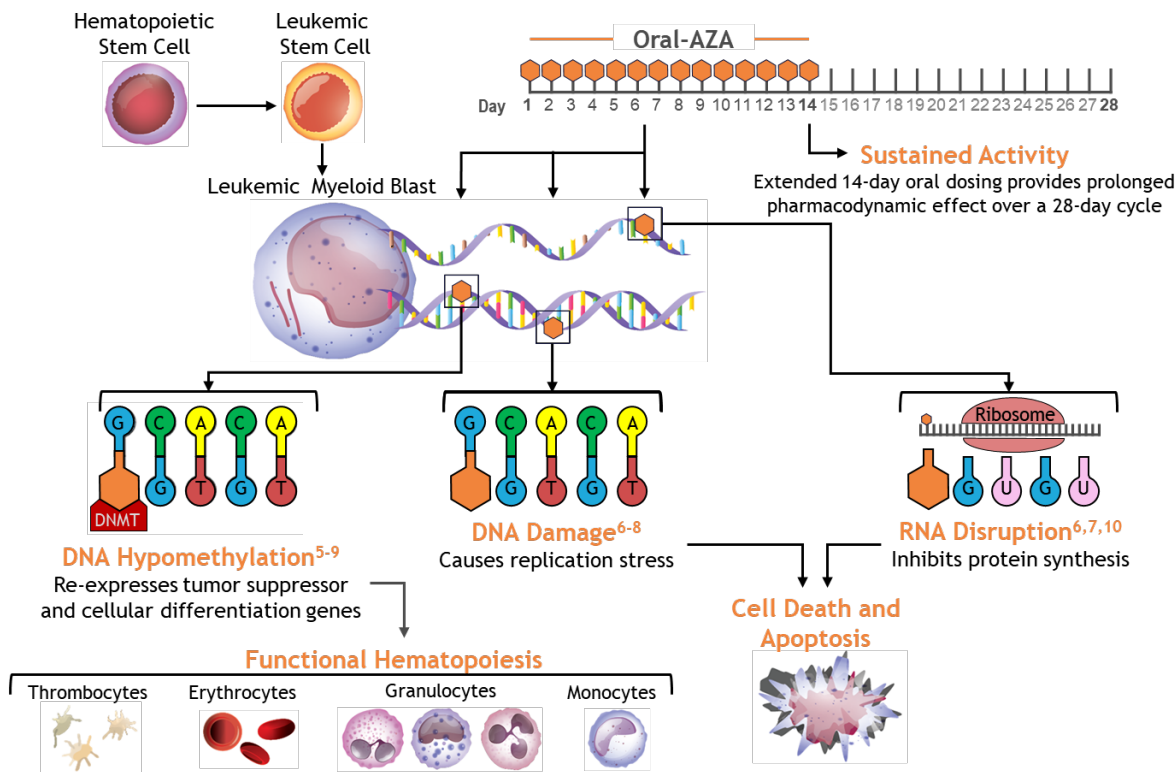 Hematopoietic
Stem Cell
Leukemic
Stem Cell
Oral-AZA
Day 1 2 3 4 5 6 7 8 9 10 11 12 13 14 15 16 17 18 19 20 21 22 23 24 25 26 27 28
Sustained Activity
Extended 14-day oral dosing provides prolonged
pharmacodynamic effect over a 28-day cycle
Leukemic Myeloid Blast
G C A C A
G T G T
DNMT
DNA Hypomethylation5-9
Re-expresses tumor suppressor
and cellular differentiation genes
G C A C A
G T G T
DNA Damage6-8
Causes replication stress
Ribosome
G U G U
RNA Disruption6,7,10
Inhibits protein synthesis
Cell Death and
Apoptosis
Functional Hematopoiesis
Thrombocytes
Erythrocytes
Granulocytes
Monocytes